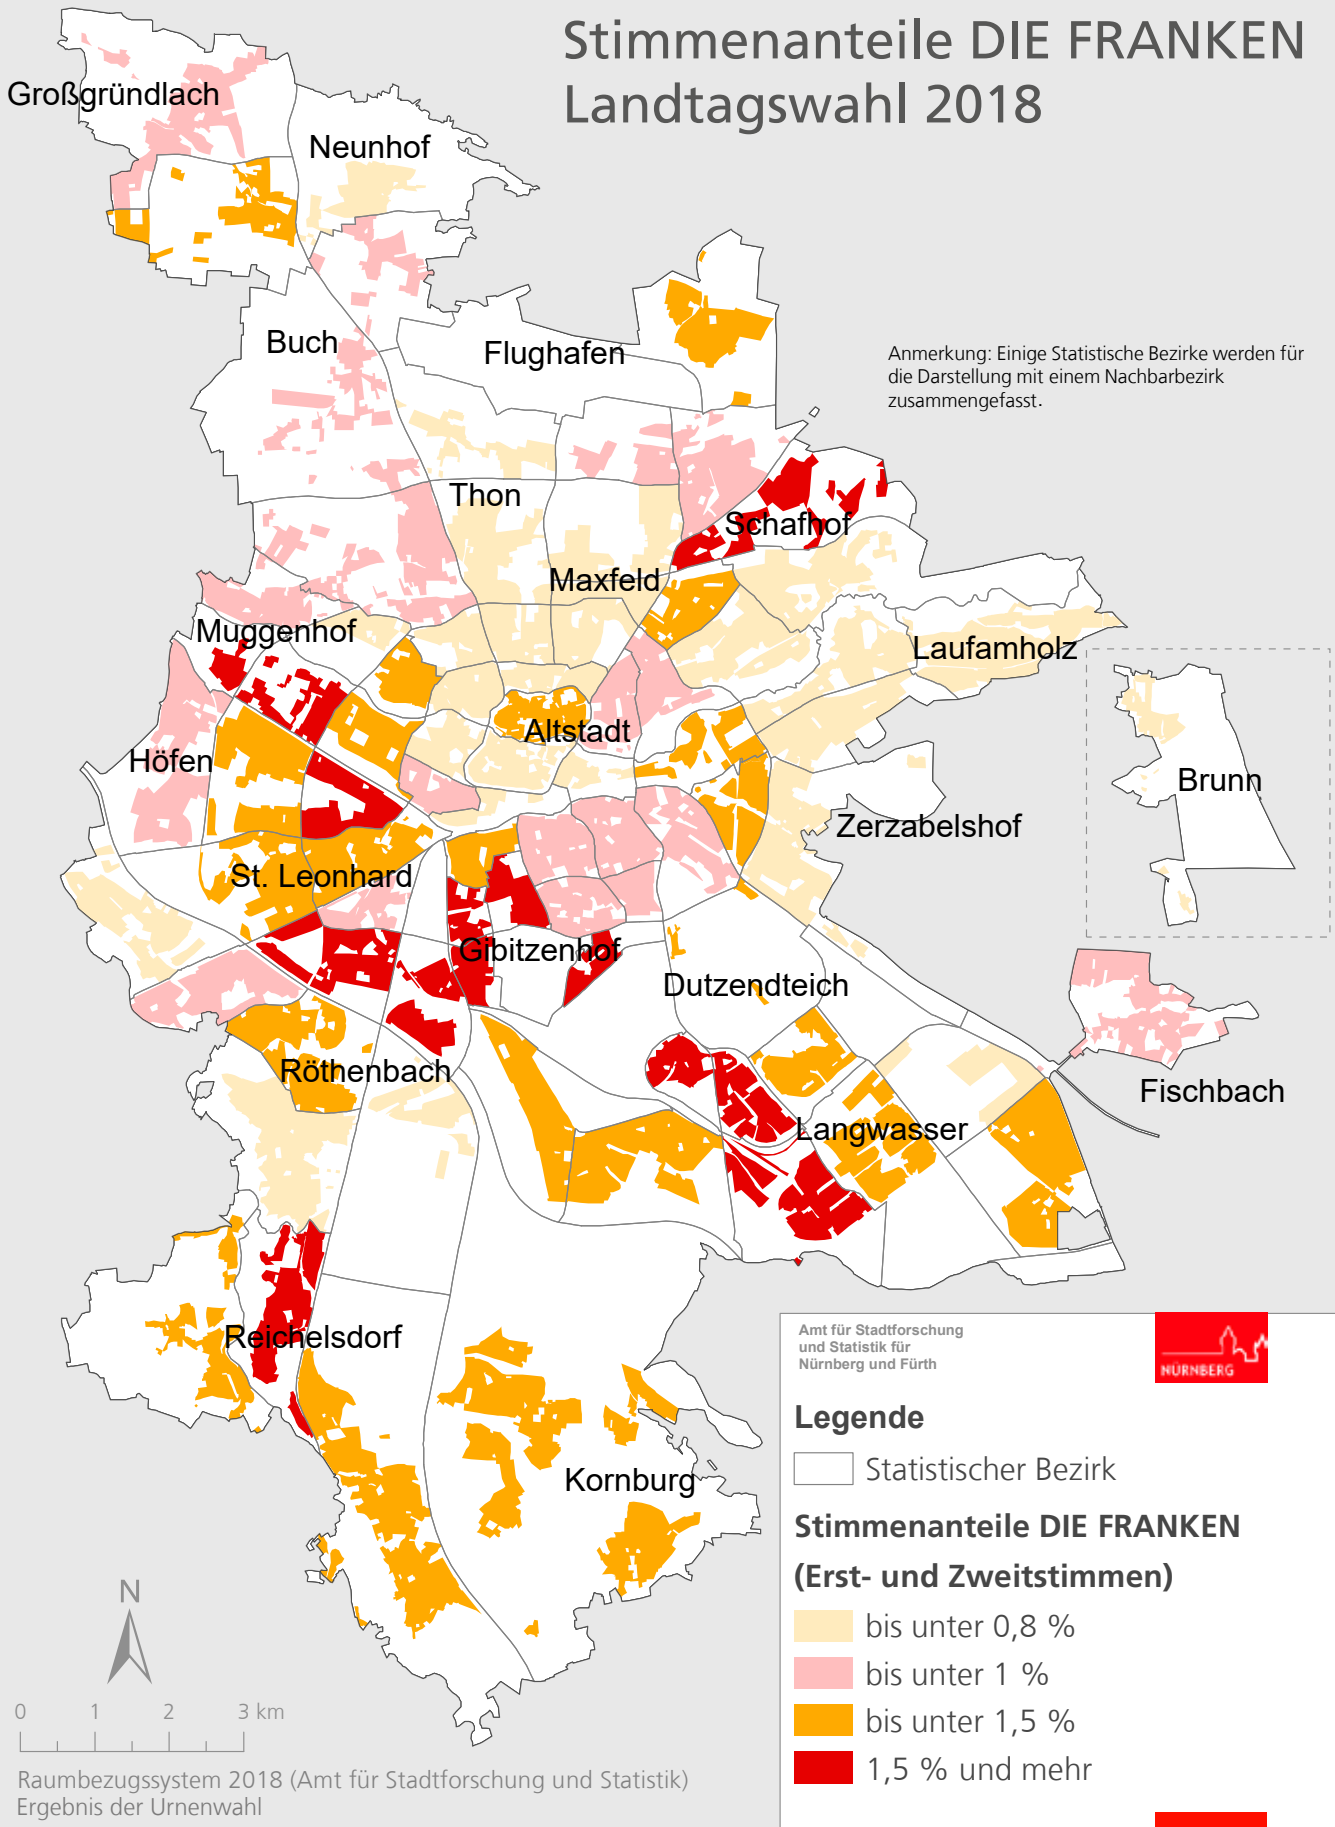 Stimmenanteile DIE FRANKEN
Landtagswahl 2018
Großgründlach
Neunhof
Buch
Flughafen
Anmerkung: Einige Statistische Bezirke werden für
die Darstellung mit einem Nachbarbezirk
zusammengefasst.
Thon
Schafhof
Maxfeld
Muggenhof
Laufamholz
Altstadt
Höfen
Brunn
Zerzabelshof
St. Leonhard
Gibitzenhof
Dutzendteich
Röthenbach
Fischbach
Langwasser
Reichelsdorf
Kornburg
Amt für Stadtforschung
und Statistik für
Nürnberg und Fürth
NÜRNBERG
Legende
Statistischer Bezirk
Stimmenanteile DIE FRANKEN
(Erst- und Zweitstimmen)
bis unter 0,8 %
bis unter 1 %
bis unter 1,5 %
1,5 % und mehr
N
0 1 2 3 km
Raumbezugssystem 2018 (Amt für Stadtforschung und Statistik)
Ergebnis der Urnenwahl